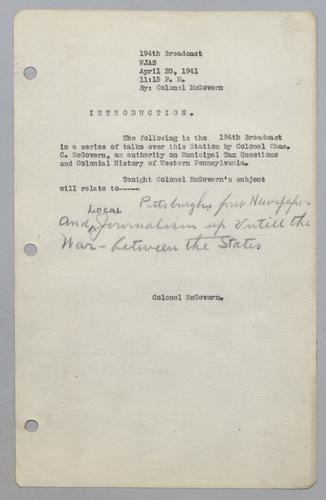 194th Broadcast
WJAS
April 20, 1941
11:15 P. M.
By: Colonel McGovern
INTRODUCTION.
The following is the 194th Broadcast
in a series of talks over this Station by Colonel Chas.
C. McGovern, an authority on Municipal Tax Questions
and Colonial History of Western Pennsylvania.
Tonight Colonel McGovern's subject
will relate to-----
Pittsburghs first Newspaper
And LOCAL Journalism up Untill the
War - between the States
Colonel McGovern.